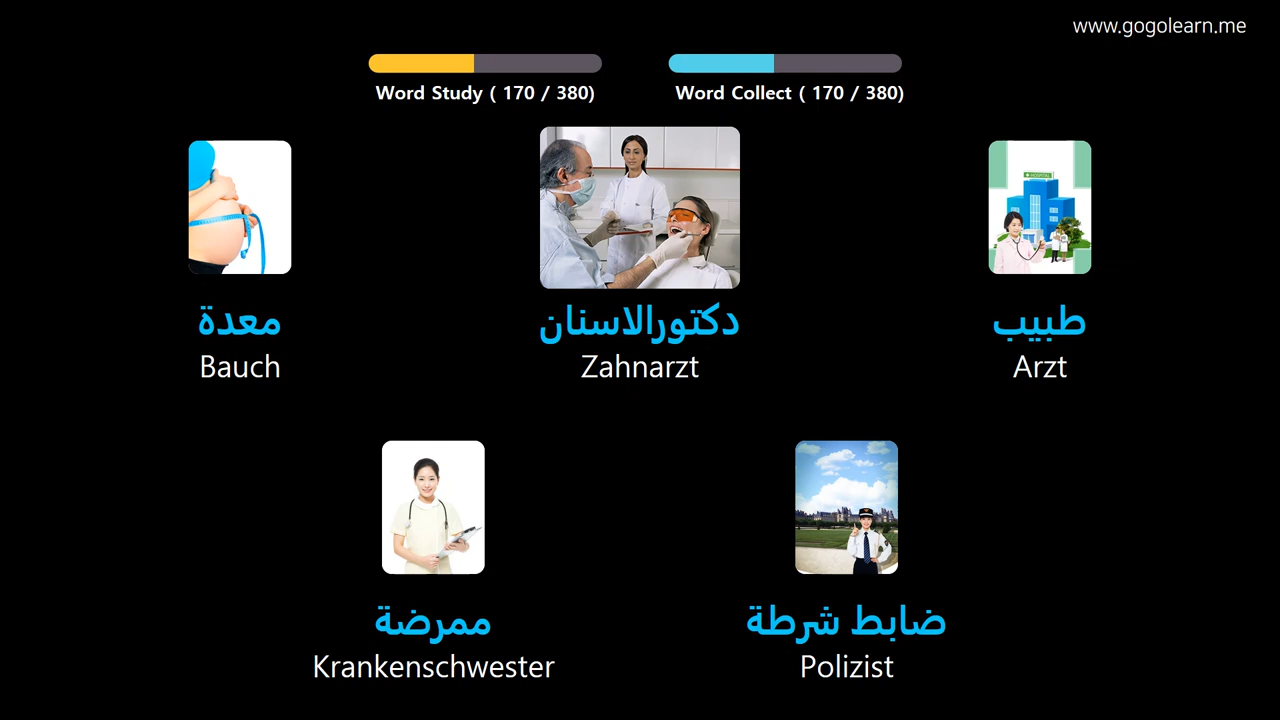 www.gogolearn.me
Word Study ( 170 / 380)
Word Collect ( 170 / 380)
HOSPITAL
معدة
Bauch
دكتورالاسنان
Zahnarzt
طبيب
Arzt
ممرضة
Krankenschwester
ضابط شرطة
Polizist